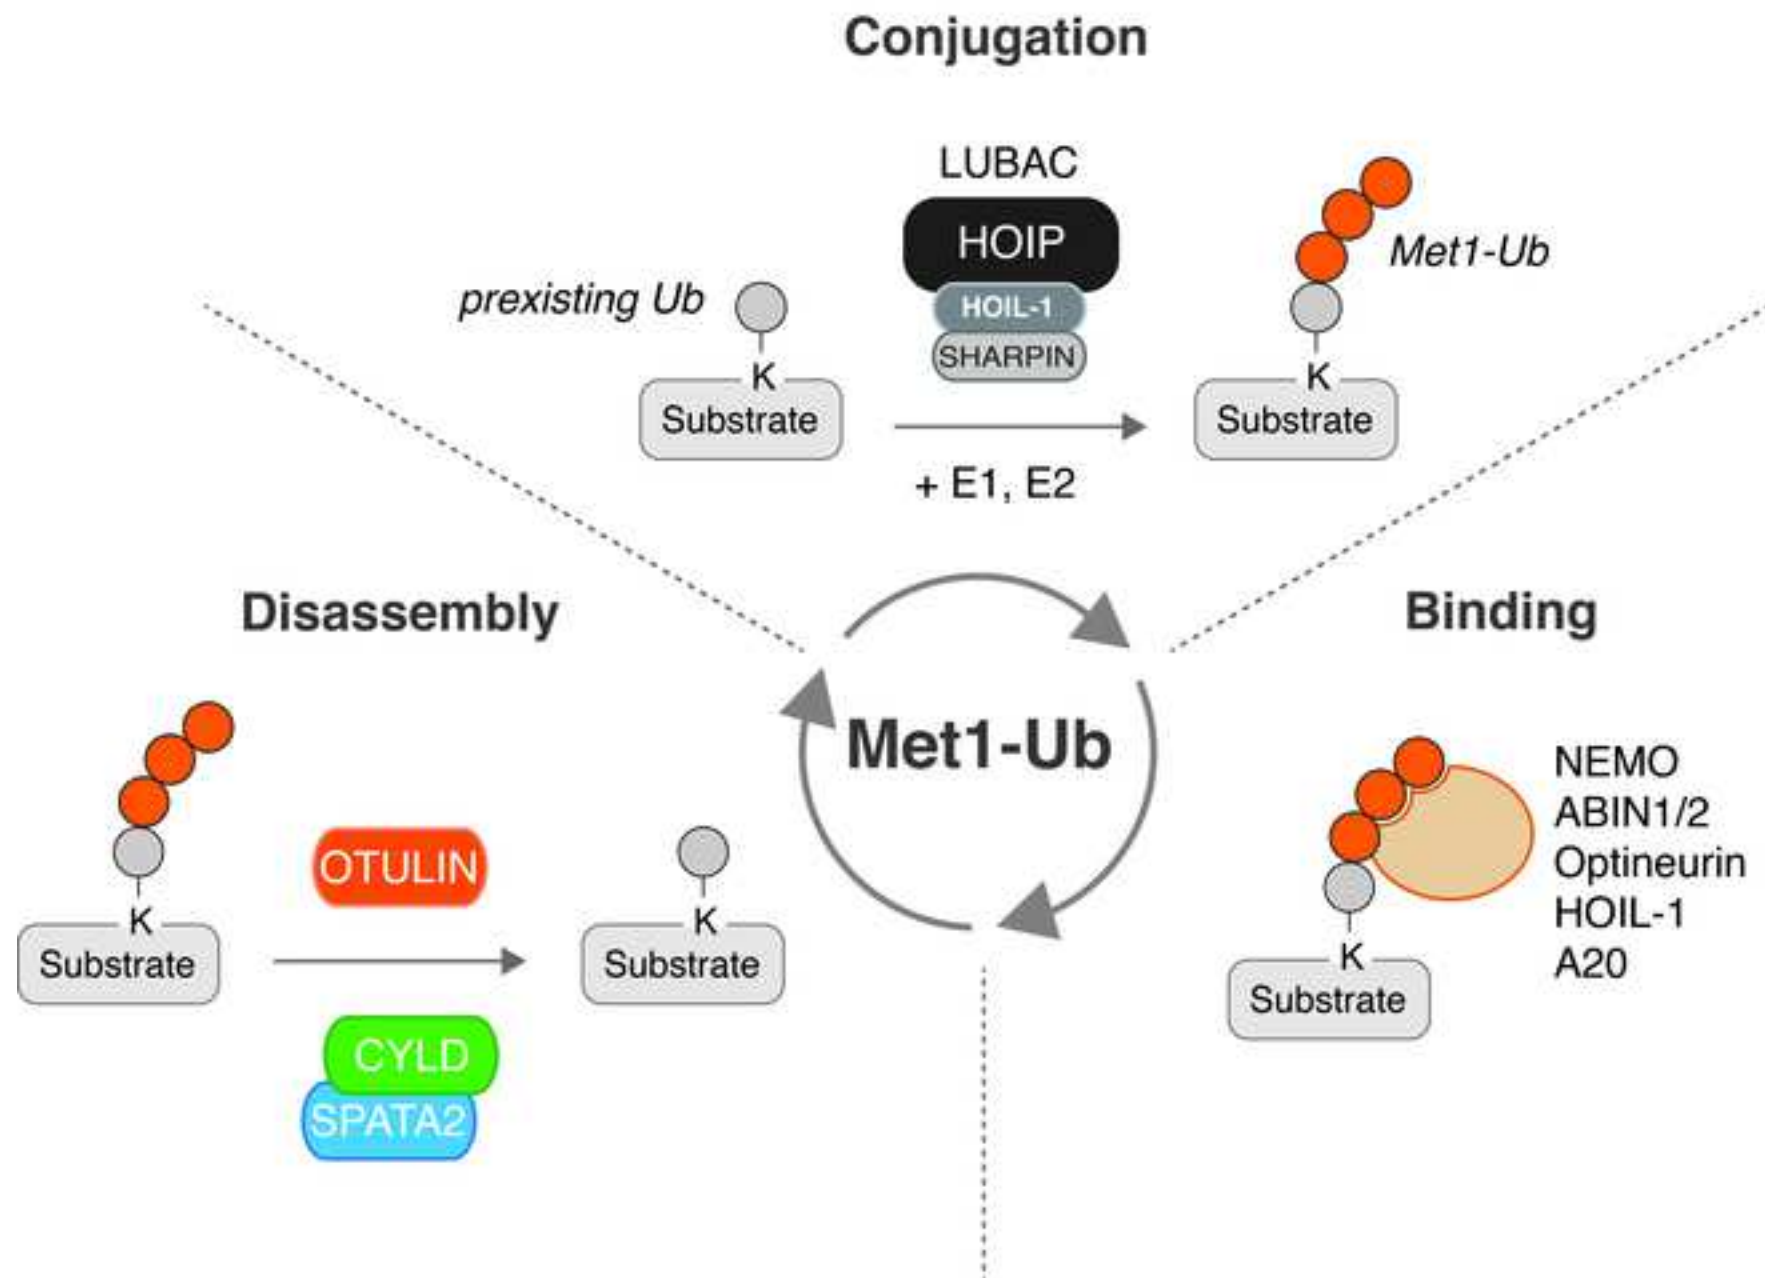 Conjugation
LUBAC
HOIP
HOIL-1
SHARPIN
prexisting Ub
K
Substrate
+ E1, E2
Met1-Ub
K
Substrate
Disassembly
OTULIN
K
Substrate
K
Substrate
CYLD
SPATA2
Met1-Ub
Binding
NEMO
ABIN1/2
Optineurin
HOIL-1
A20
K
Substrate